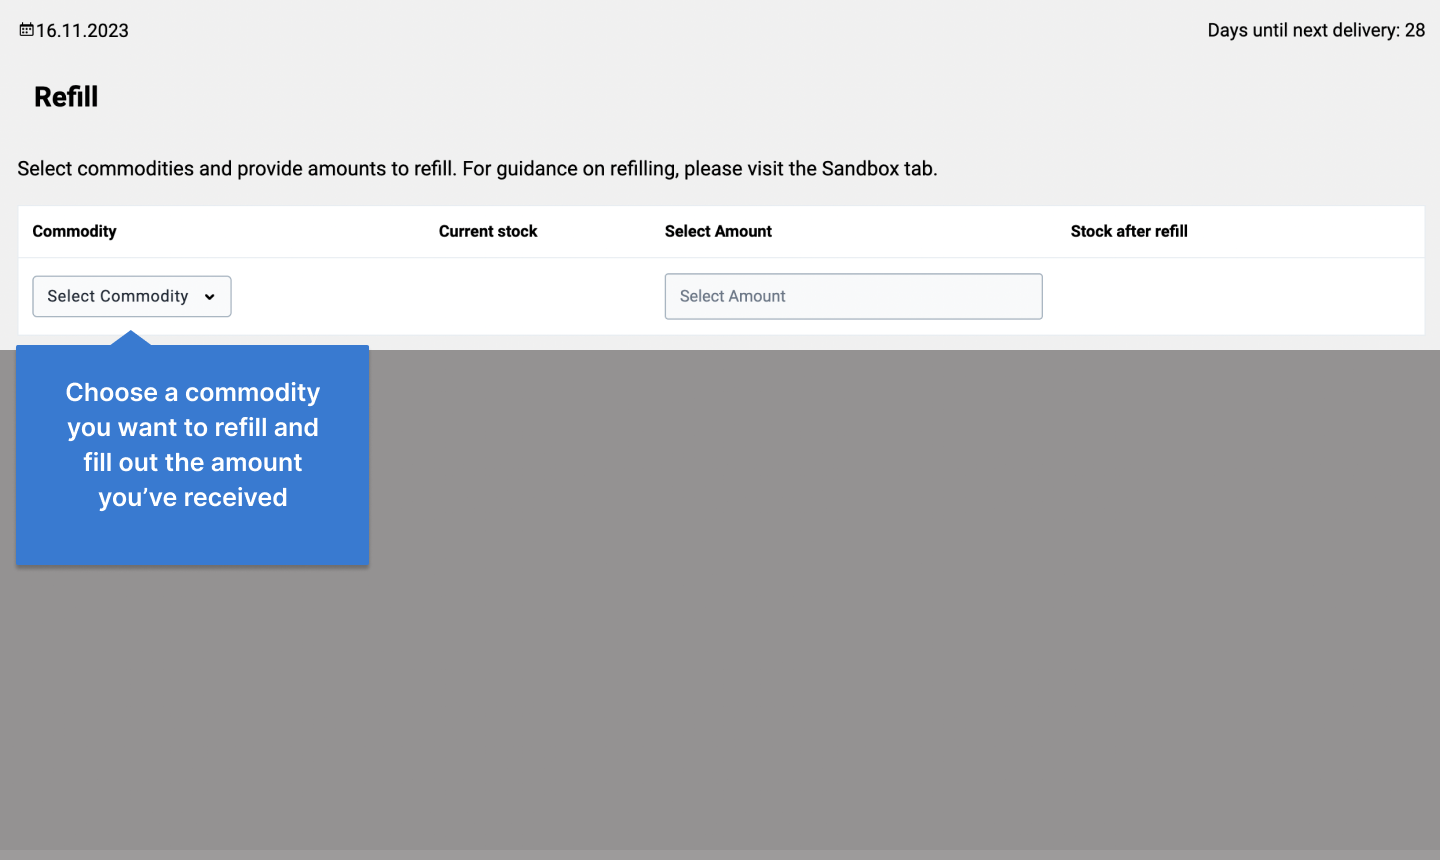 16.11.2023
Days until next delivery: 28
Refill
Select commodities and provide amounts to refill. For guidance on refilling, please visit the Sandbox tab.
Commodity Current stock Select Amount Stock after refill
Select Commodity Select Amount
Choose a commodity
you want to refill and
fill out the amount
you’ve received